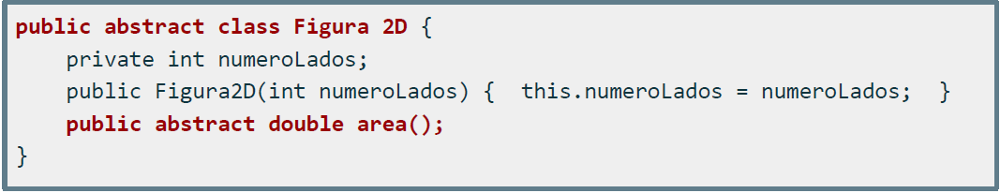 public abstract class Figura 2D {
    private int numeroLados;
    public Figura2D(int numeroLados) {  this.numeroLados = numeroLados;  }
    public abstract double area();
}